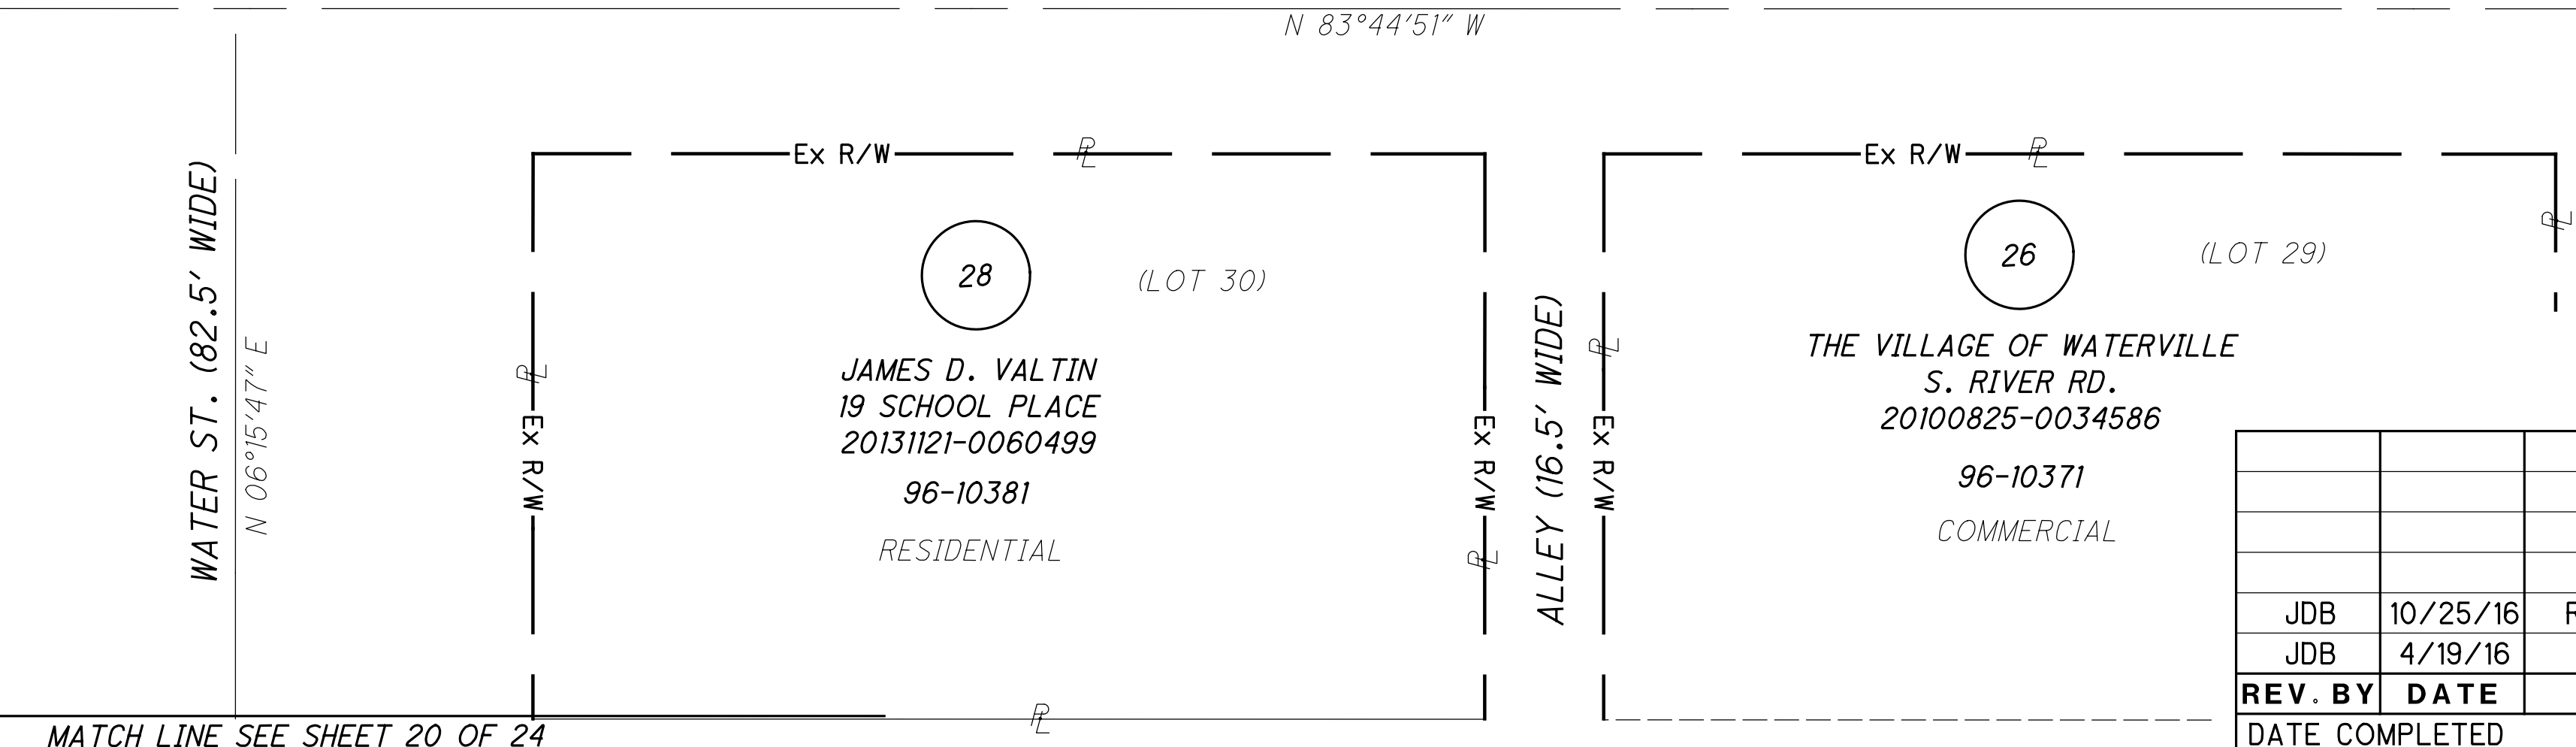 N 83°44'51" W
WATER ST. (82.5' WIDE)
N 06°15'47" E
Ex R/W
PL
Ex R/W
PL
28
(LOT 30)
JAMES D. VALTIN
19 SCHOOL PLACE
20131121-0060499
96-10381
RESIDENTIAL
PL
Ex R/W
Ex R/W
PL
PL
ALLEY (16.5' WIDE)
PL
Ex R/W
Ex R/W
PL
PL
26
(LOT 29)
THE VILLAGE OF WATERVILLE
S. RIVER RD.
20100825-0034586
96-10371
COMMERCIAL
JDB 10/25/16
JDB 4/19/16
REV. BY DATE
DATE COMPLETED
MATCH LINE SEE SHEET 20 OF 24